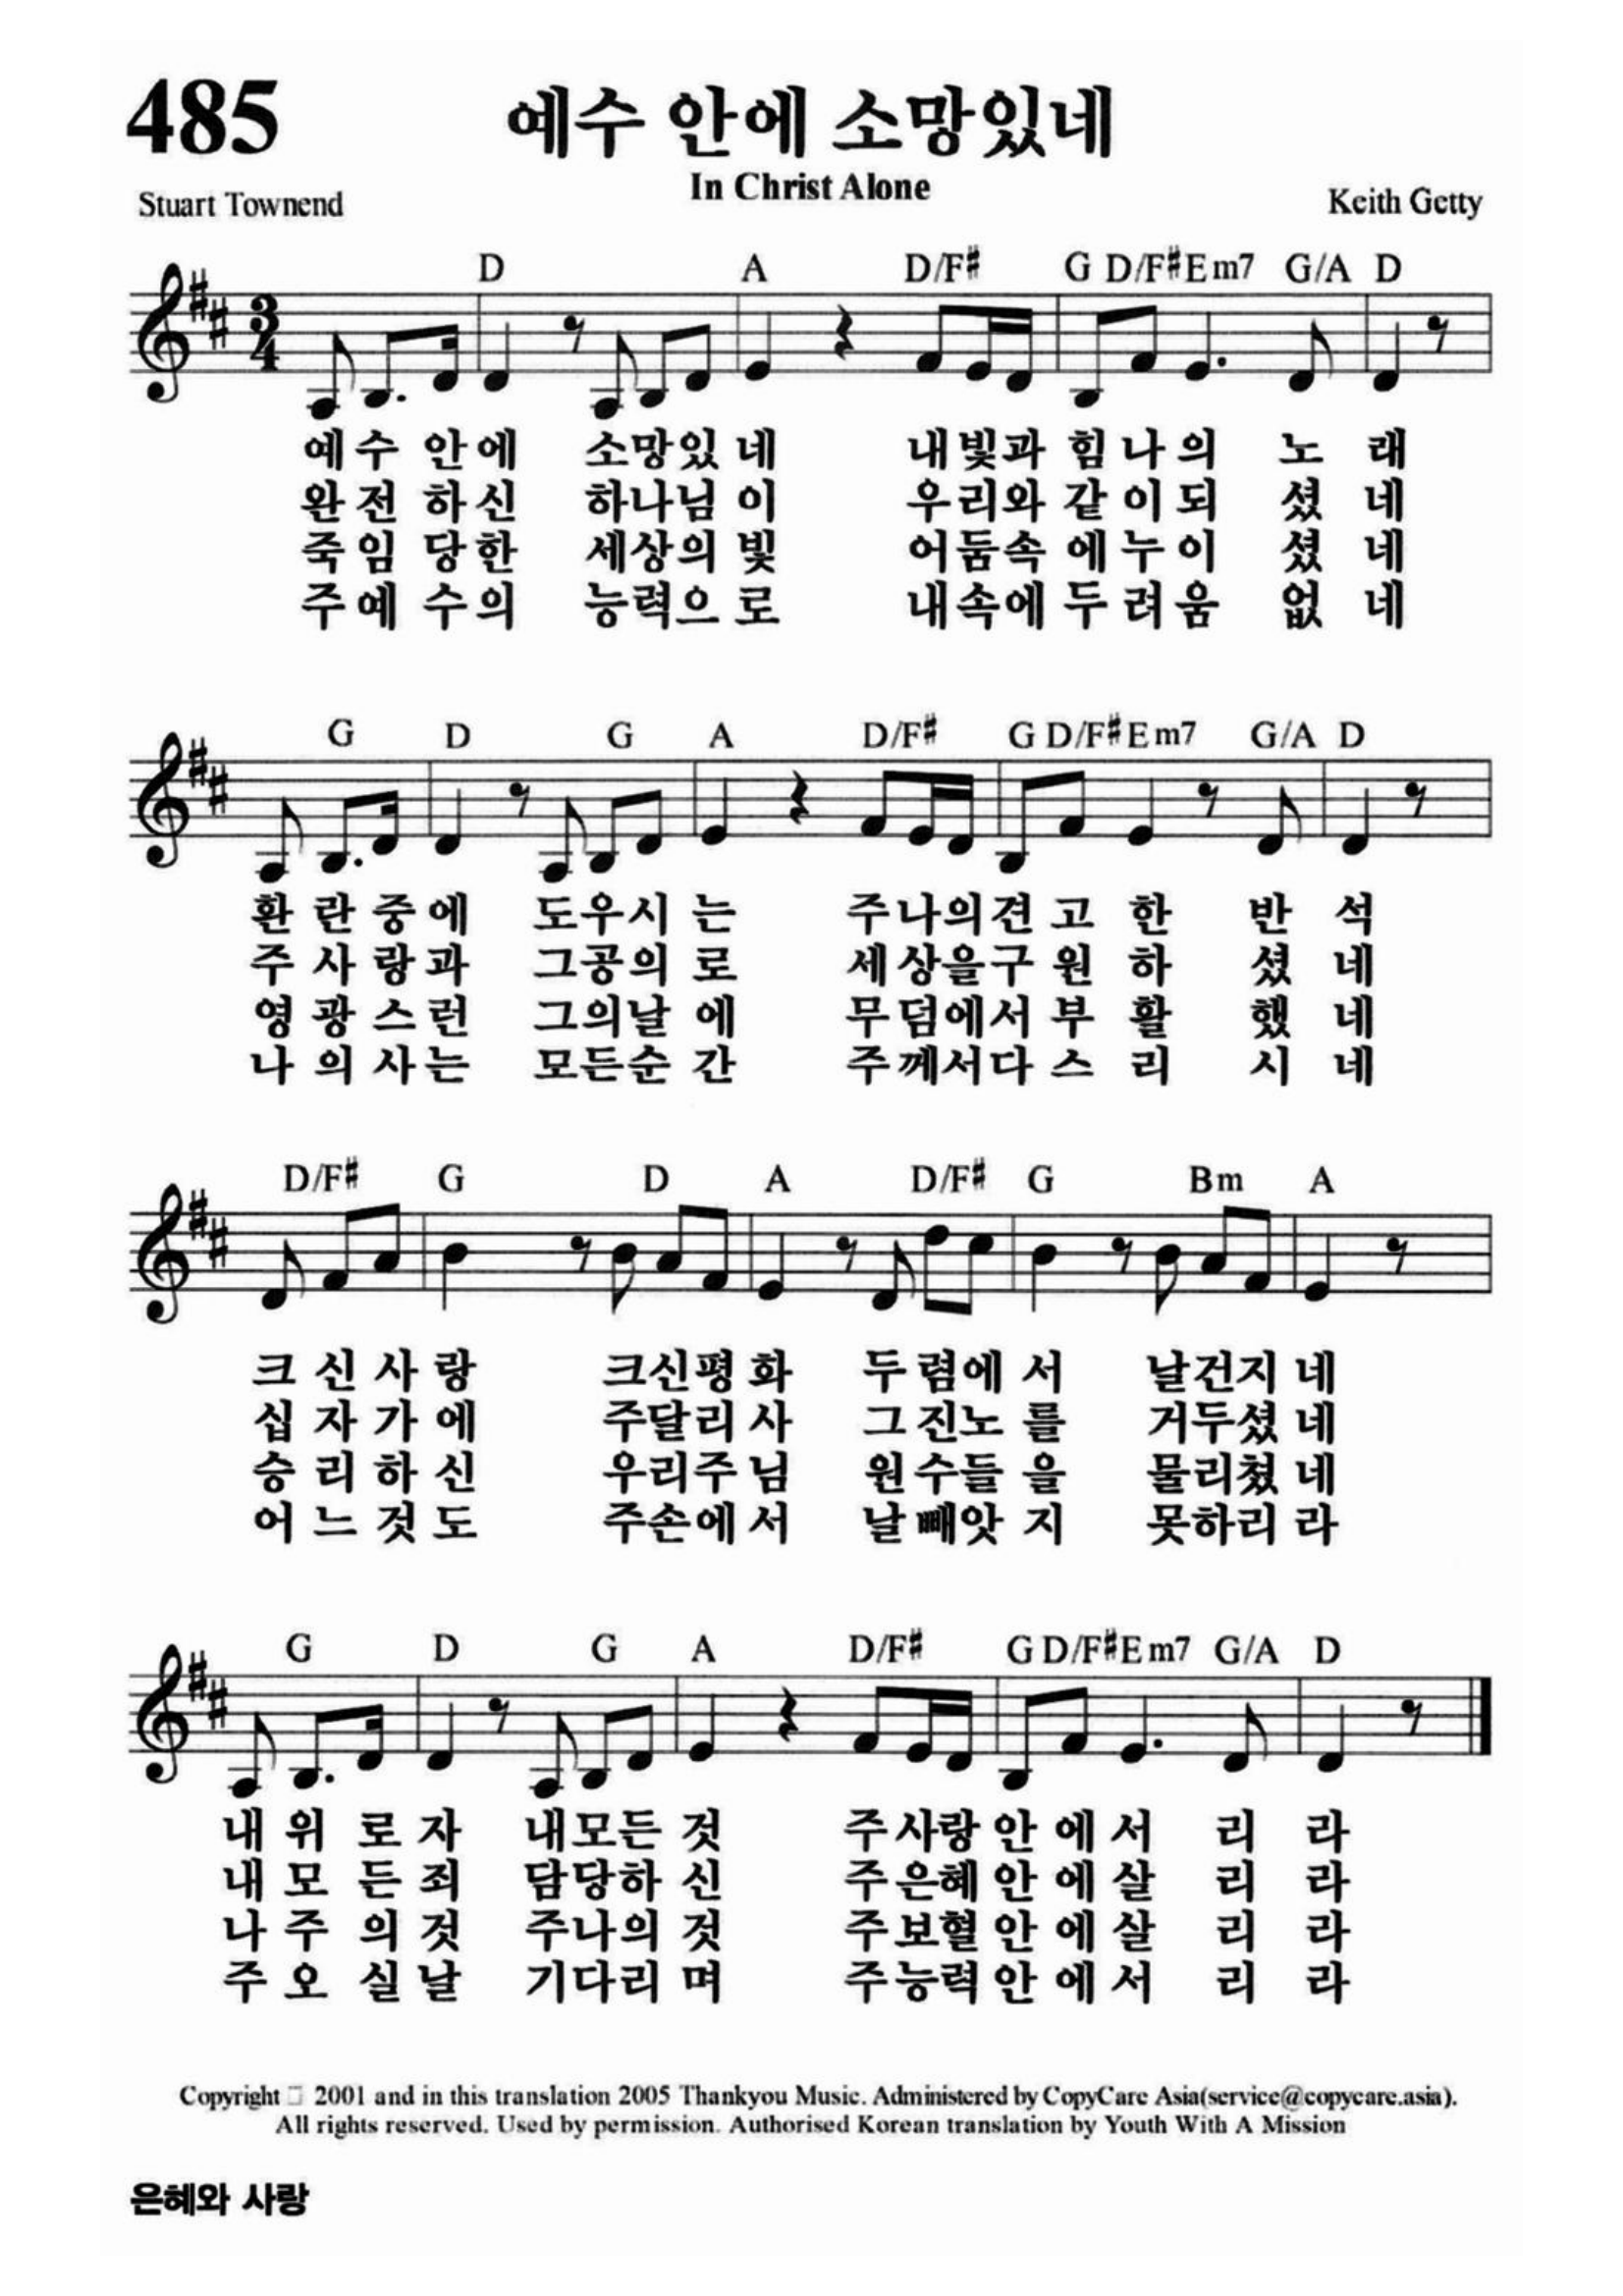 485
예수 안에 소망있네
In Christ Alone
Stuart Townend
Keith Getty
D A D/F# G D/F# Em7 G/A D
3
4
예수 안에 소망있 네 내빛과 힘나의 노 래
완전 하신 하나님 이 우리와 같이되 셨 네
죽임 당한 세상의 빛 어둠속 에누이 셨 네
주예 수의 능력으 로 내속에 두려움 없 네
G D G A D/F# G D/F# Em7 G/A D
환 란 중에 도우시 는 주나의견 고 한 반 석
주 사 랑과 그공의 로 세상을구 원 하 셨 네
영 광 스런 그의날 에 무덤에서 부 활 했 네
나 의 사는 모든순 간 주께서다 스 리 시 네
D/F# G D A D/F# G Bm A
크 신 사 랑 크신평 화 두 렴에 서 날건지 네
십 자 가 에 주달리 사 그 진노 를 거두셨 네
승 리 하 신 우리주 님 원 수들 을 물리쳤 네
어 느 것 도 주손에 서 날 빼앗 지 못하리 라
G D G A D/F# G D/F# Em7 G/A D
내 위 로 자 내모든 것 주사랑 안 에 서 리 라
내 모 든 죄 담당하 신 주은혜 안 에 살 리 라
나 주 의 것 주나의 것 주보혈 안 에 살 리 라
주 오 실 날 기다리 며 주능력 안 에 서 리 라
Copyright □ 2001 and in this translation 2005 Thankyou Music. Administered by CopyCare Asia(service@copycare.asia).
All rights reserved. Used by permission. Authorised Korean translation by Youth With A Mission
은혜와 사랑